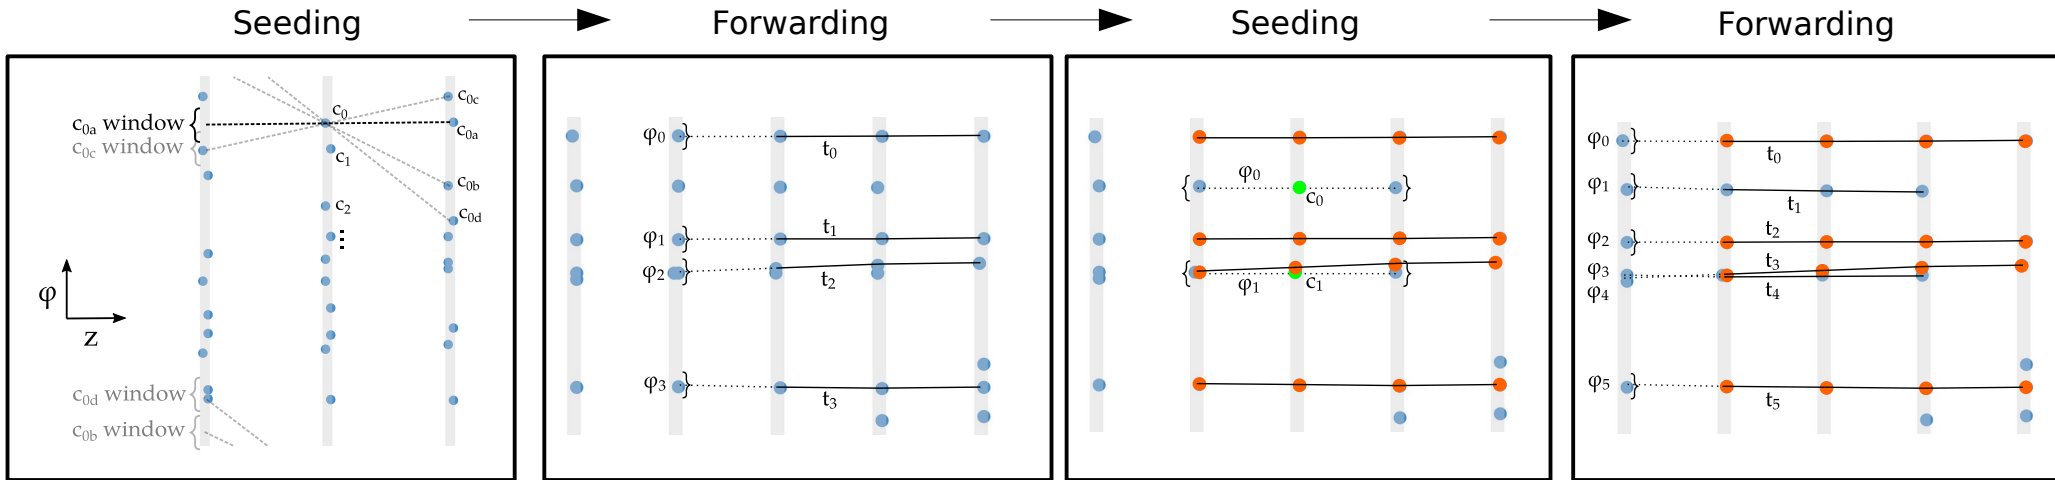 Seeding
Forwarding
Seeding
Forwarding
c0a window
c0c window
c0
c0c
c0a
c1
c0b
c2
c0d
φ
z
c0d window
c0b window
φ0
t0
φ1
t1
φ2
t2
φ3
t3
φ0
c0
φ1
c1
φ0
t0
φ1
t1
φ2
t2
φ3
t3
φ4
t4
φ5
t5